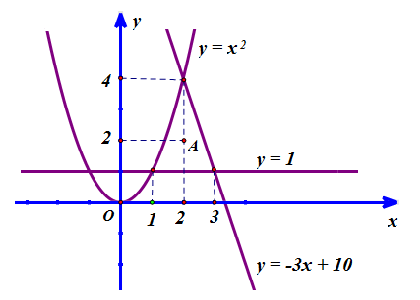 y
y = x²
4
2
A
y = 1
O
1
2
3
x
y = -3x + 10